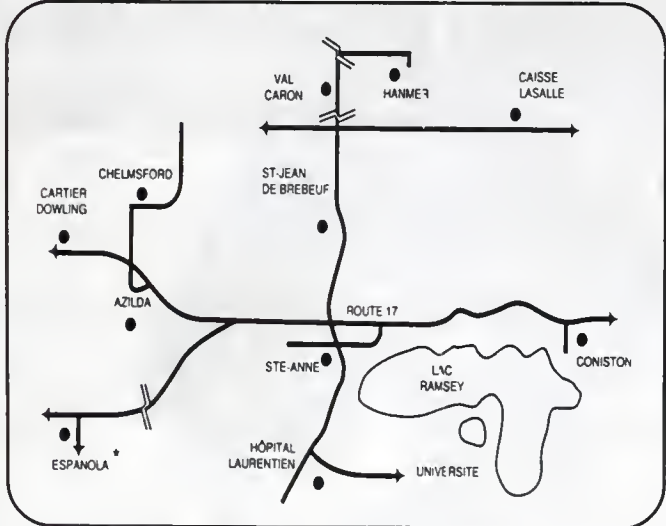 VAL
CARON
HANMER
CAISSE
LASALLE
CHELMSFORD
ST-JEAN
DE BREBEUF
CARTIER
DOWLING
AZILDA
ROUTE 17
STE-ANNE
LAC
RAMSEY
CONISTON
HÔPITAL
LAURENTIEN
UNIVERSITE
ESPANOLA *